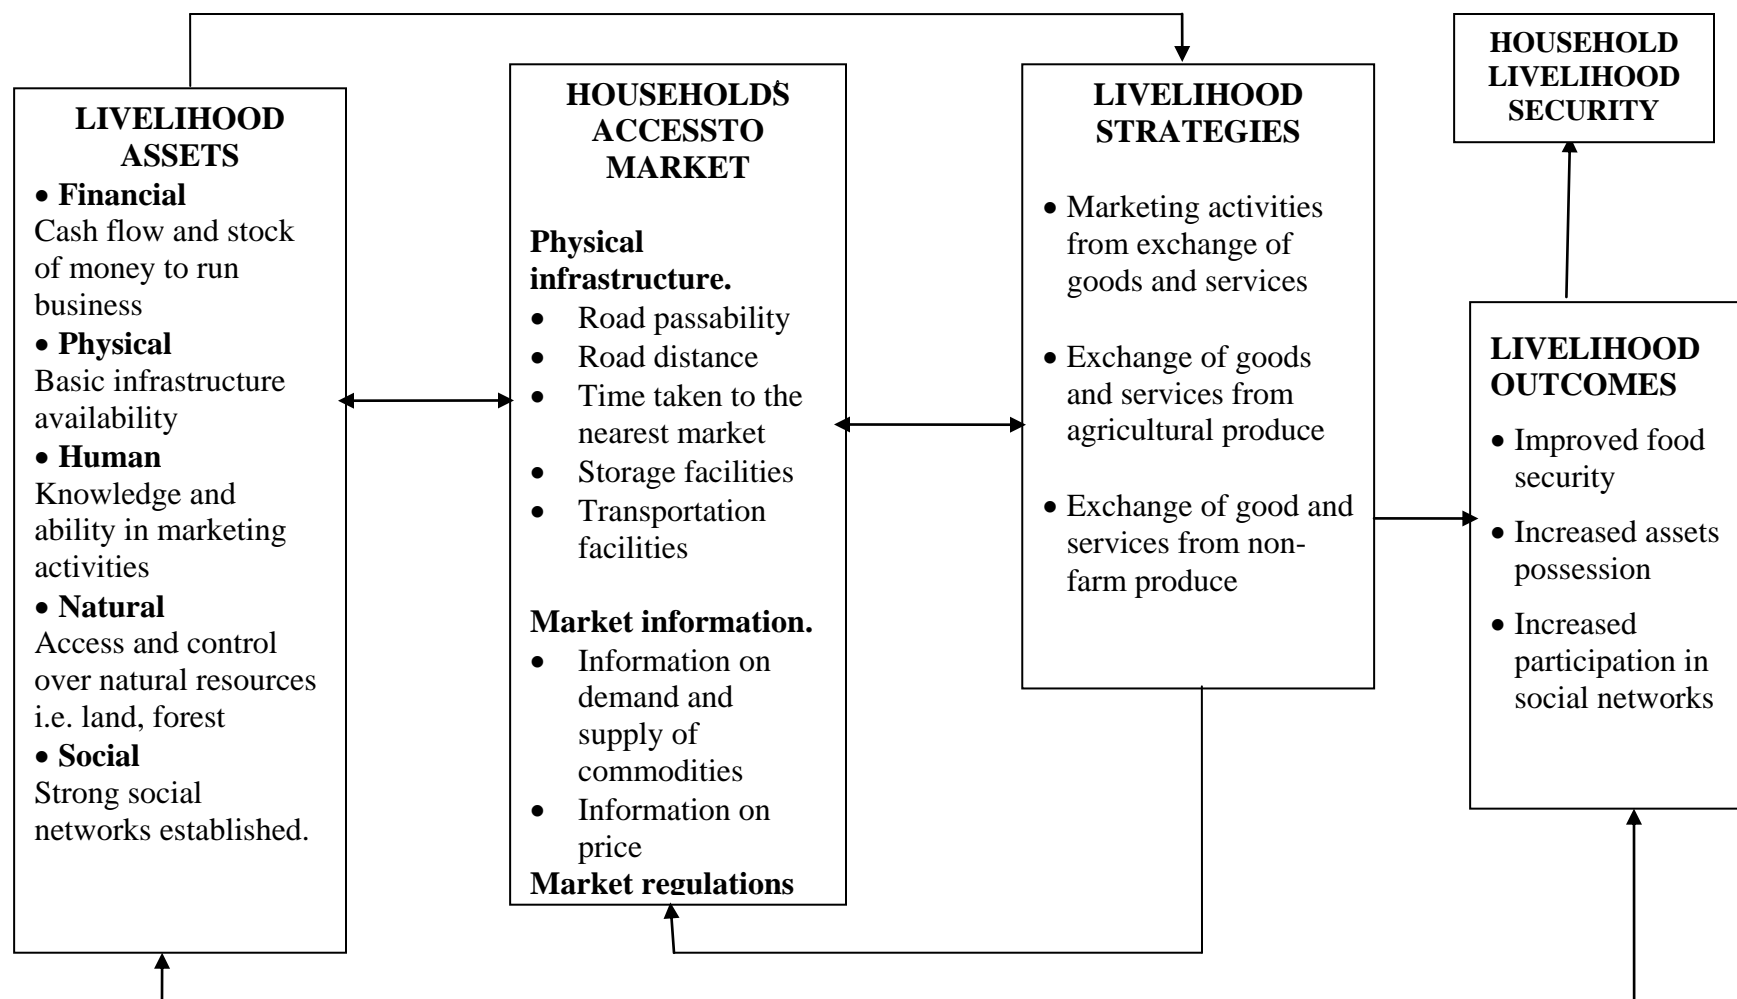 LIVELIHOOD
ASSETS
• Financial
Cash flow and stock
of money to run
business
• Physical
Basic infrastructure
availability
• Human
Knowledge and
ability in marketing
activities
• Natural
Access and control
over natural resources
i.e. land, forest
• Social
Strong social
networks established.
HOUSEHOLDS
ACCESSTO
MARKET
Physical
infrastructure.
• Road passability
• Road distance
• Time taken to the
nearest market
• Storage facilities
• Transportation
facilities
Market information.
• Information on
demand and
supply of
commodities
• Information on
price
Market regulations
LIVELIHOOD
STRATEGIES
• Marketing activities
from exchange of
goods and services
• Exchange of goods
and services from
agricultural produce
• Exchange of good and
services from non-
farm produce
HOUSEHOLD
LIVELIHOOD
SECURITY
LIVELIHOOD
OUTCOMES
• Improved food
security
• Increased assets
possession
• Increased
participation in
social networks